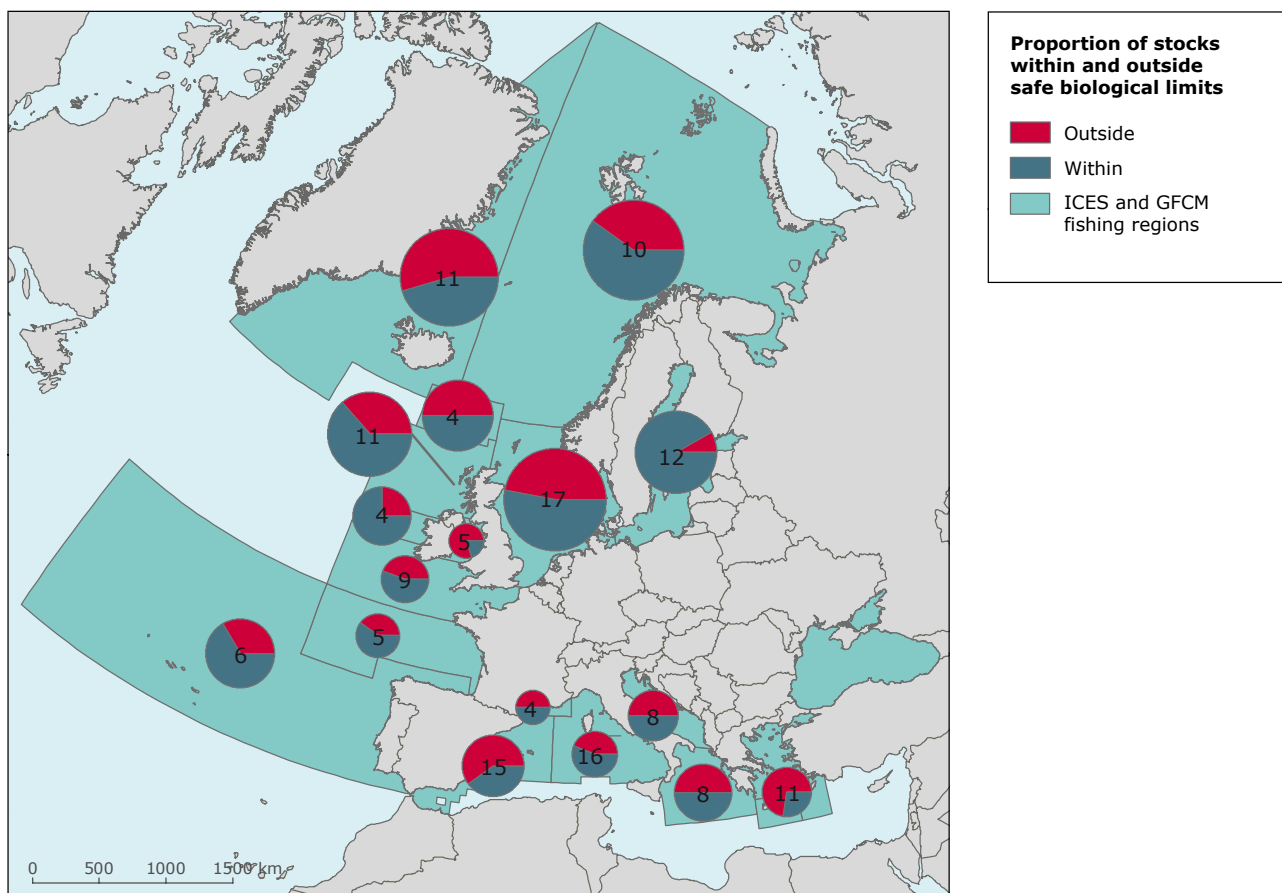 Proportion of stocks
within and outside
safe biological limits
Outside
Within
ICES and GFCM
fishing regions
10
11
4
11
12
17
4
5
9
5
6
4
8
16
15
8
11
0 500 1000 1500 km